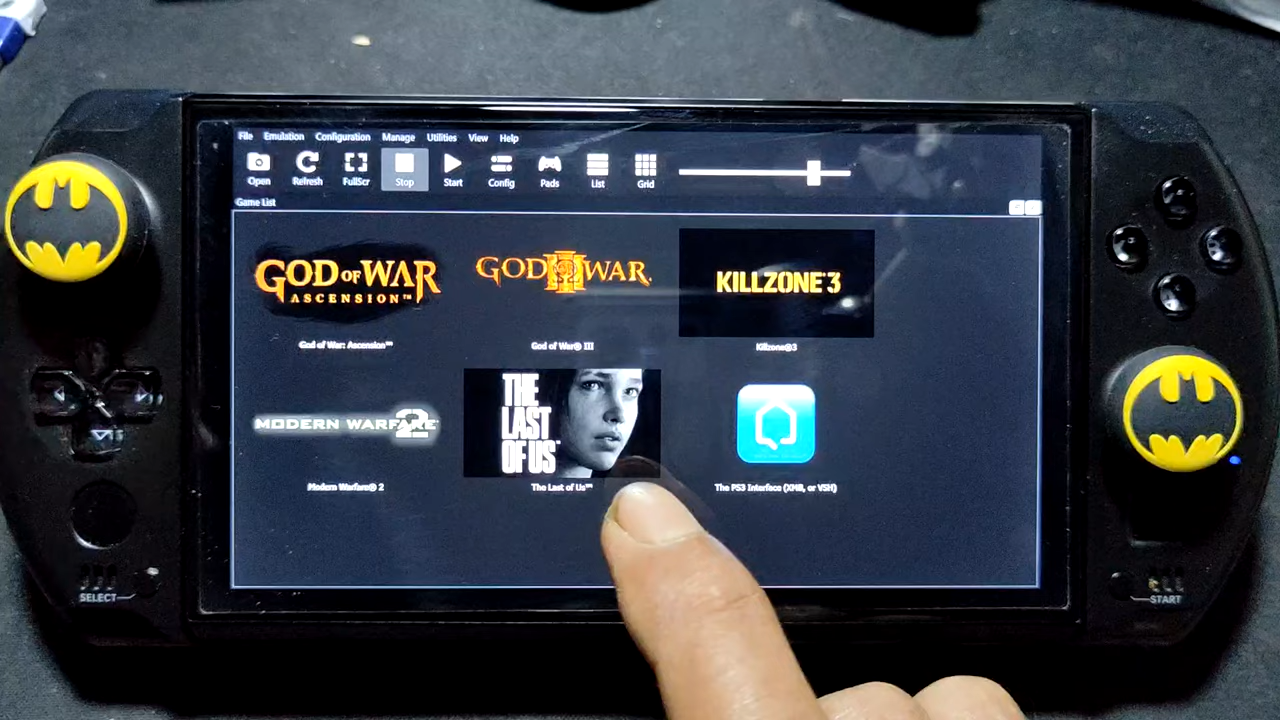 File Emulation Configuration Manage Utilities View Help
Open Refresh FullScr Stop Start Config Pads List Grid
Game List
GOD OF WAR
ASCENSION™
GOD III WAR.
KILLZONE 3
God of War: Ascension™ God of War® III Killzone®3
MODERN WARFARE 2
THE
LAST
OF US
Modern Warfare® 2 The Last of Us™ The PS3 Interface (XMB, or VSH)
SELECT START